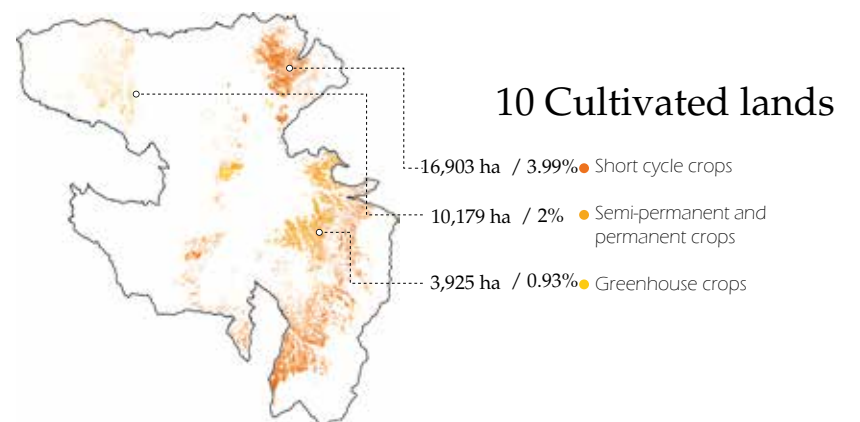 10 Cultivated lands
16,903 ha / 3.99% Short cycle crops
10,179 ha / 2% Semi-permanent and
permanent crops
3,925 ha / 0.93% Greenhouse crops